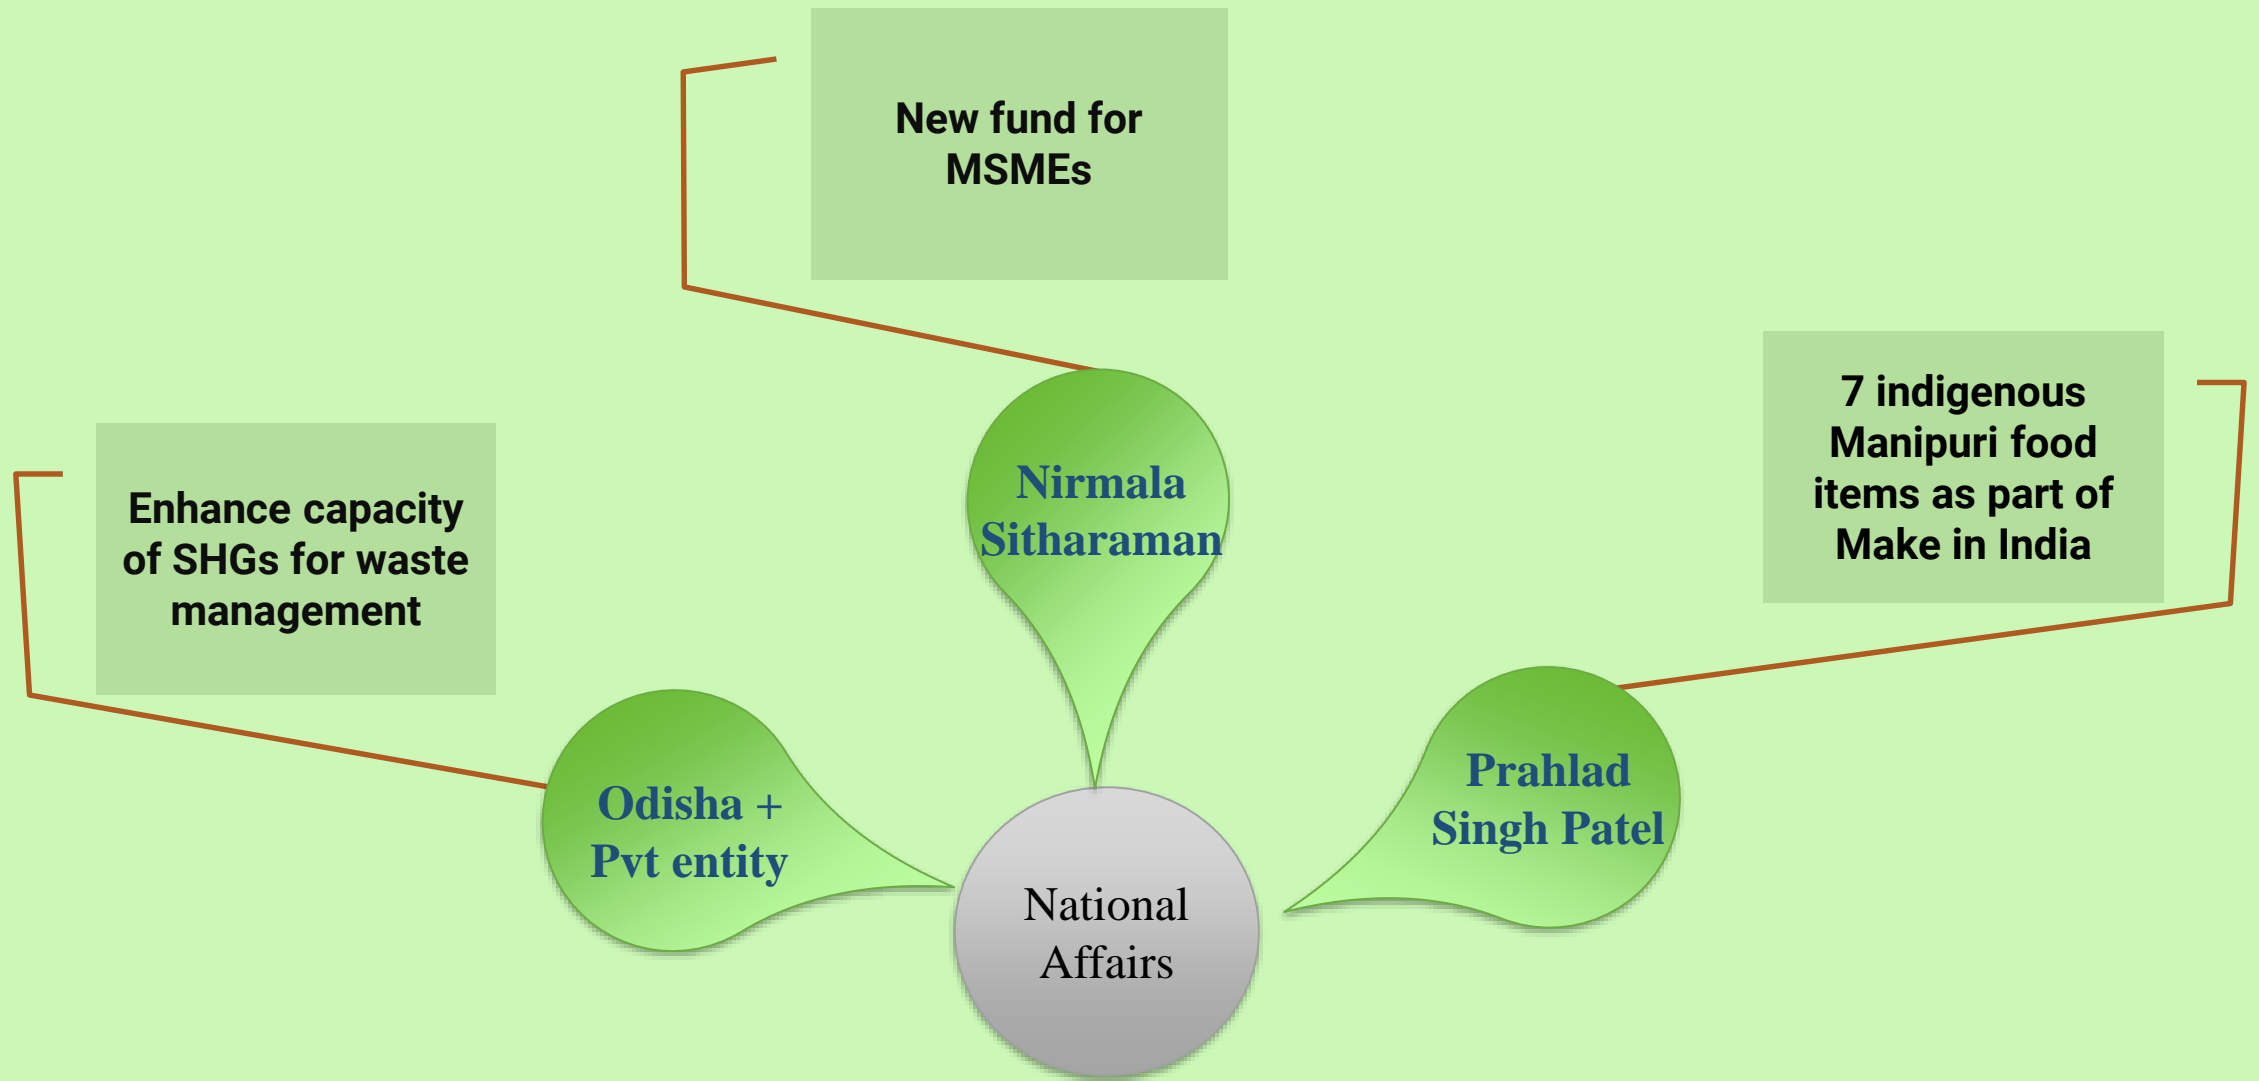 New fund for
MSMEs
7 indigenous
Manipuri food
items as part of
Make in India
Enhance capacity
of SHGs for waste
management
Nirmala
Sitharaman
Odisha +
Pvt entity
Prahlad
Singh Patel
National
Affairs